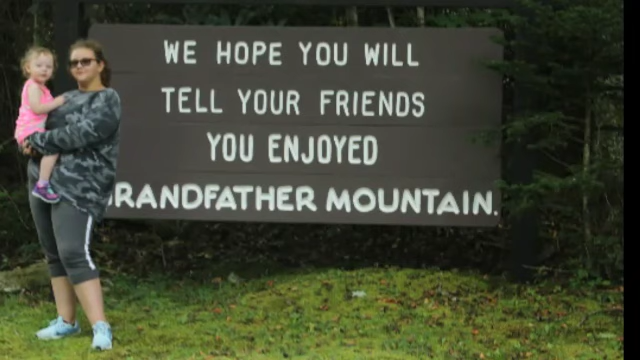 WE HOPE YOU WILL
TELL YOUR FRIENDS
YOU ENJOYED
RANDFATHER MOUNTAIN.